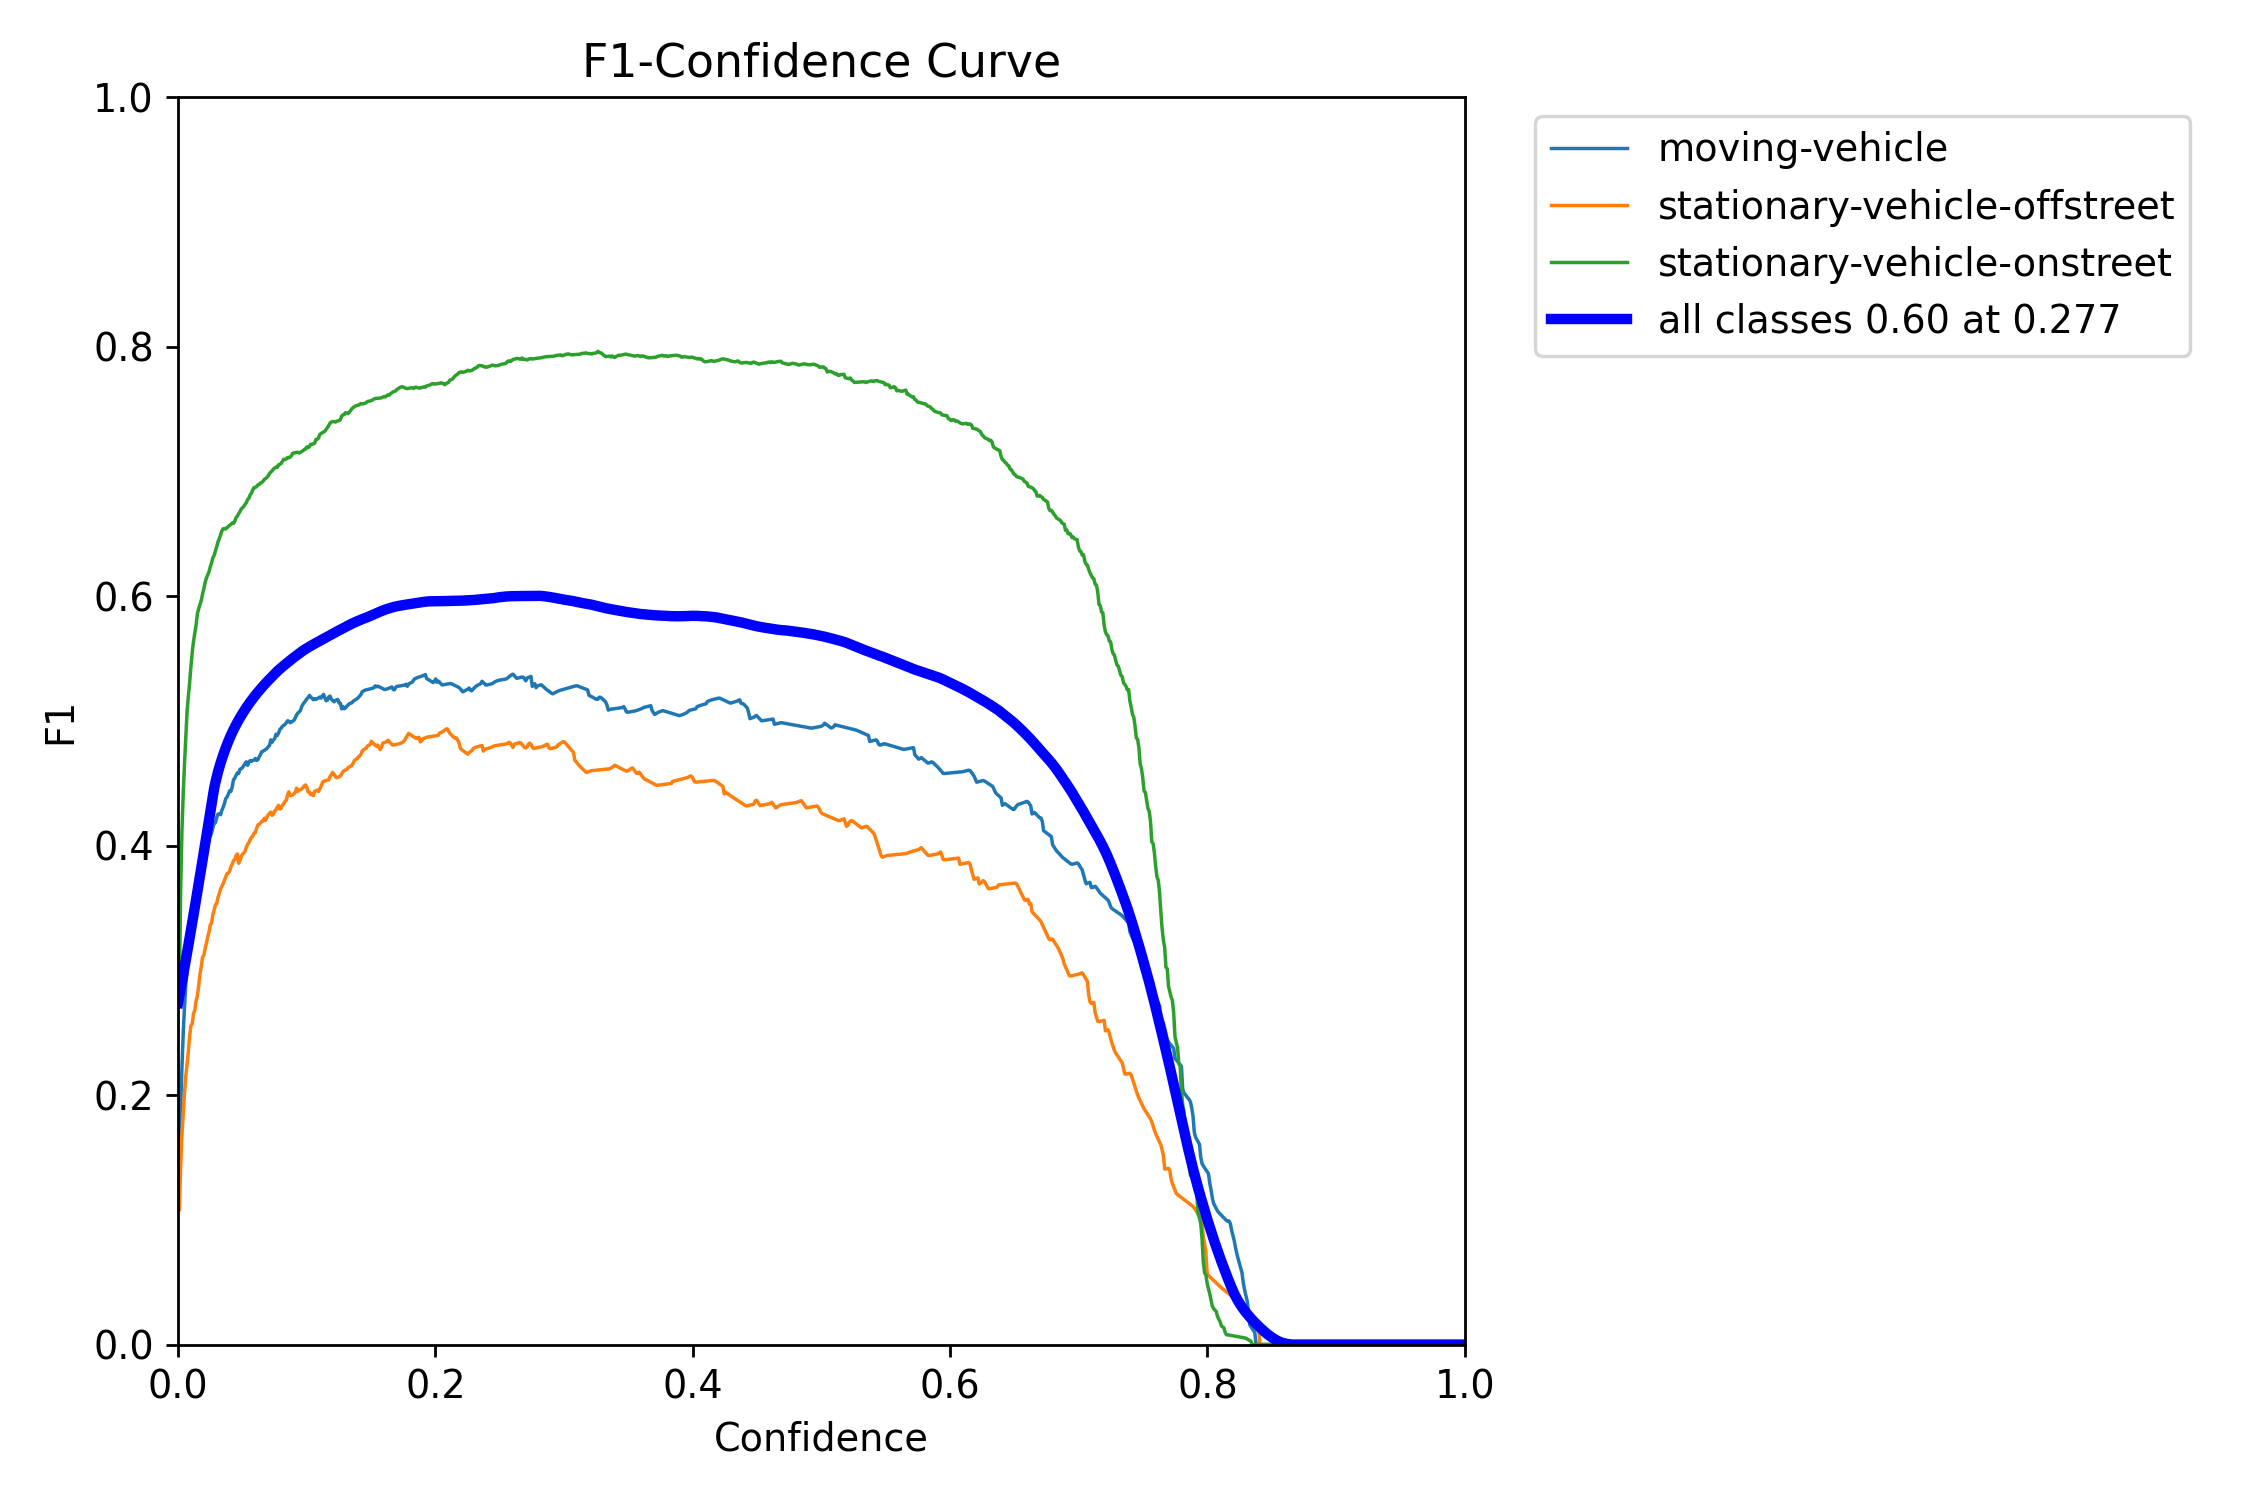 F1-Confidence Curve
1.0
0.8
0.6
0.4
0.2
0.0
F1
0.0 0.2 0.4 0.6 0.8 1.0
Confidence
moving-vehicle
stationary-vehicle-offstreet
stationary-vehicle-onstreet
all classes 0.60 at 0.277